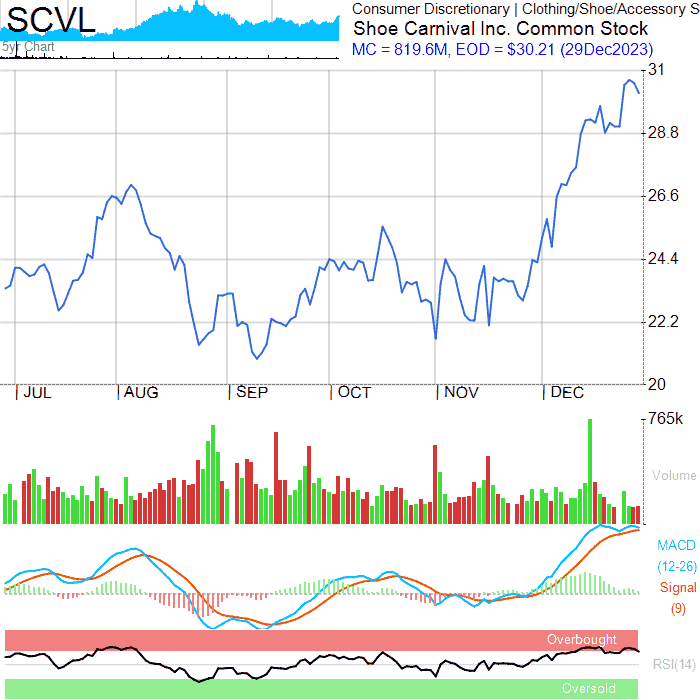 SCVL
5yr Chart
Consumer Discretionary | Clothing/Shoe/Accessory S
Shoe Carnival Inc. Common Stock
MC = 819.6M, EOD = $30.21 (29Dec2023)
31
28.8
26.6
24.4
22.2
20
JUL
AUG
SEP
OCT
NOV
DEC
765k
Volume
MACD
(12-26)
Signal
(9)
Overbought
RSI(14)
Oversold